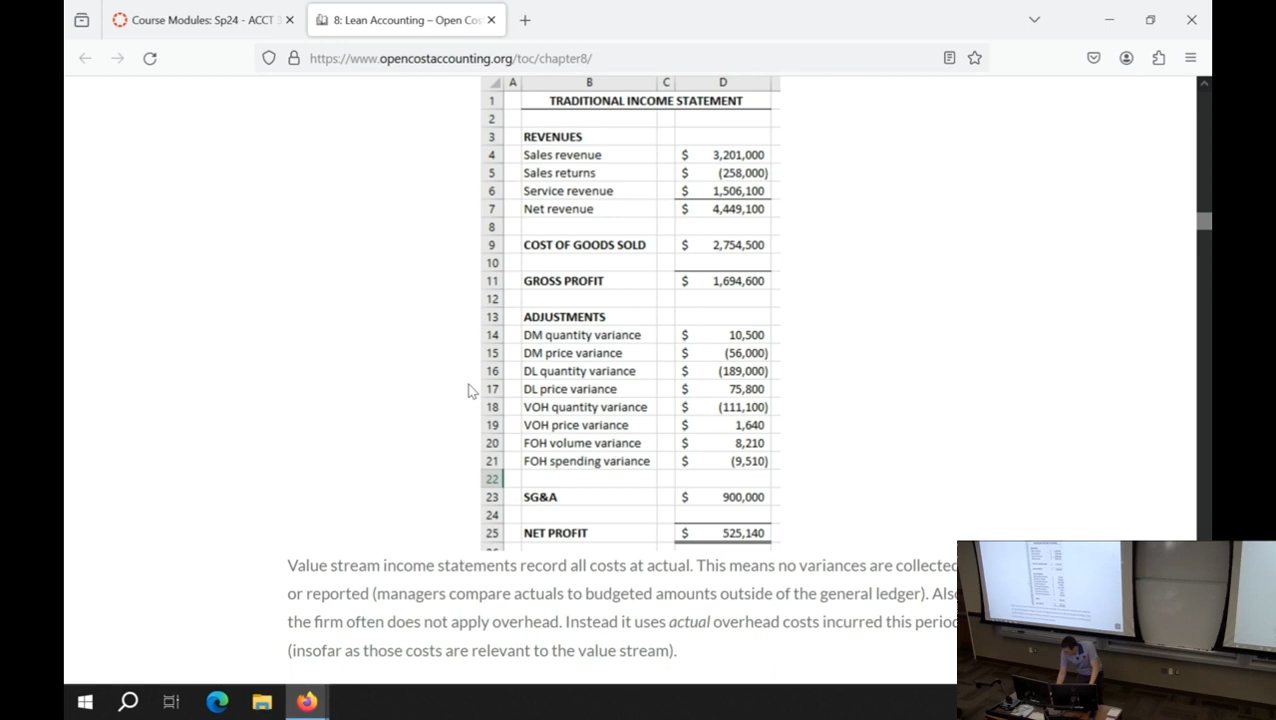 Course Modules: Sp24 - ACCT 3
8: Lean Accounting – Open Cos
https://www.opencostaccounting.org/toc/chapter8/
A B C D
1 TRADITIONAL INCOME STATEMENT
2
3 REVENUES
4 Sales revenue $ 3,201,000
5 Sales returns $ (258,000)
6 Service revenue $ 1,506,100
7 Net revenue $ 4,449,100
8
9 COST OF GOODS SOLD $ 2,754,500
10
11 GROSS PROFIT $ 1,694,600
12
13 ADJUSTMENTS
14 DM quantity variance $ 10,500
15 DM price variance $ (56,000)
16 DL quantity variance $ (189,000)
17 DL price variance $ 75,800
18 VOH quantity variance $ (111,100)
19 VOH price variance $ 1,640
20 FOH volume variance $ 8,210
21 FOH spending variance $ (9,510)
22
23 SG&A $ 900,000
24
25 NET PROFIT $ 525,140
Value stream income statements record all costs at actual. This means no variances are collected
or reported (managers compare actuals to budgeted amounts outside of the general ledger). Also
the firm often does not apply overhead. Instead it uses actual overhead costs incurred this period
(insofar as those costs are relevant to the value stream).